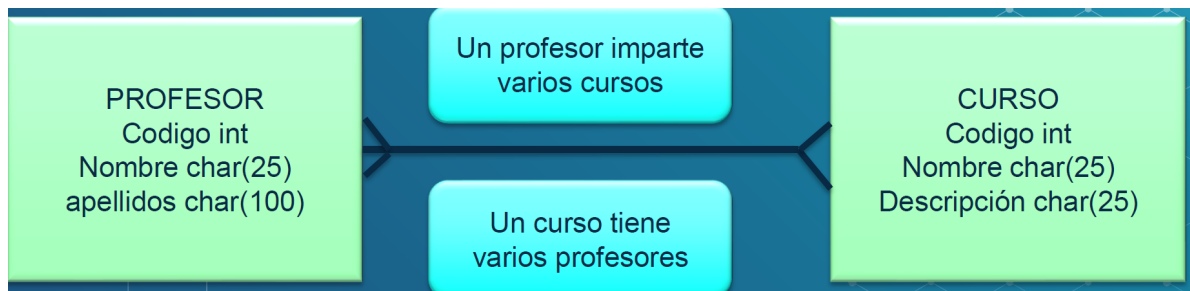 PROFESOR
Codigo int
Nombre char(25)
apellidos char(100)
Un profesor imparte
varios cursos
Un curso tiene
varios profesores
CURSO
Codigo int
Nombre char(25)
Descripción char(25)